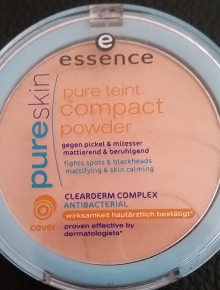 e
essence
pureskin
pure teint
compact
powder
gegen pickel & mitesser
mattierend & beruhigend
fights spots & blackheads
mattifying & skin calming
CLEARDERM COMPLEX
ANTIBACTERIAL
wirksamkeit hautärztlich bestätigt*
cover
proven effective by
dermatologists*